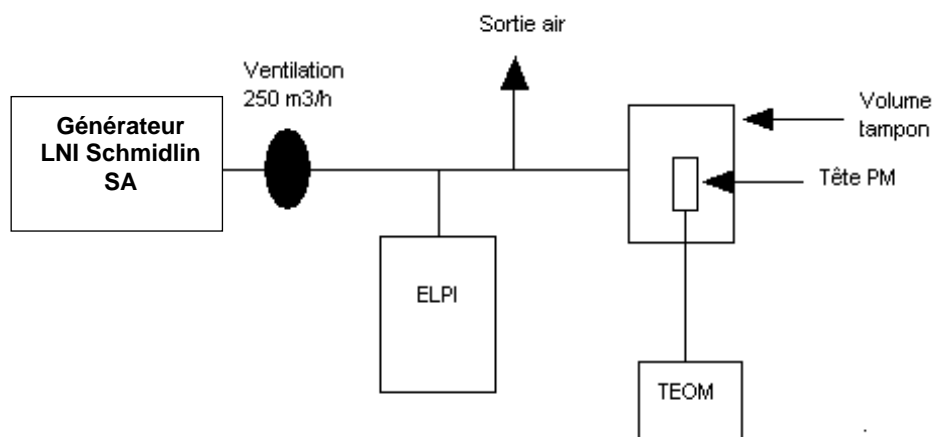 Sortie air
Ventilation
250 m3/h
Générateur
LNI Schmidlin
SA
Volume
tampon
Tête PM
ELPI
TEOM